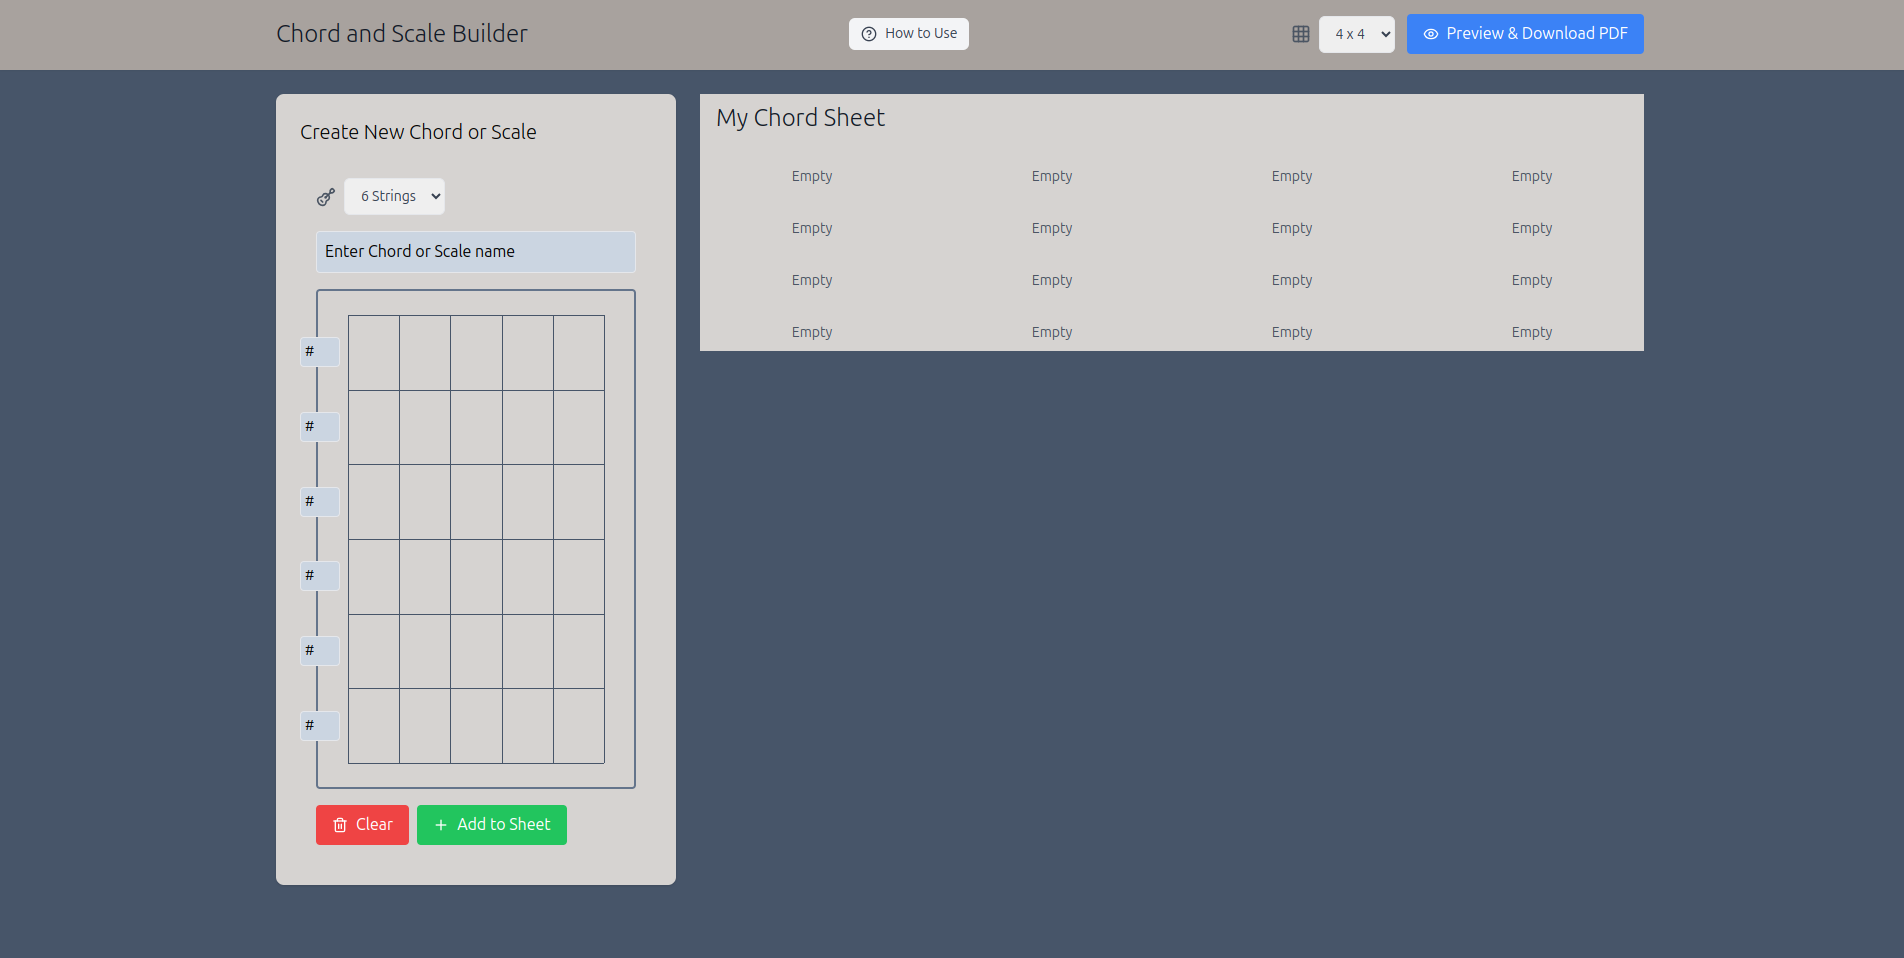 Chord and Scale Builder
How to Use
4 x 4
Preview & Download PDF
Create New Chord or Scale
6 Strings
Enter Chord or Scale name
#
#
#
#
#
#
Clear
Add to Sheet
My Chord Sheet
Empty Empty Empty Empty
Empty Empty Empty Empty
Empty Empty Empty Empty
Empty Empty Empty Empty